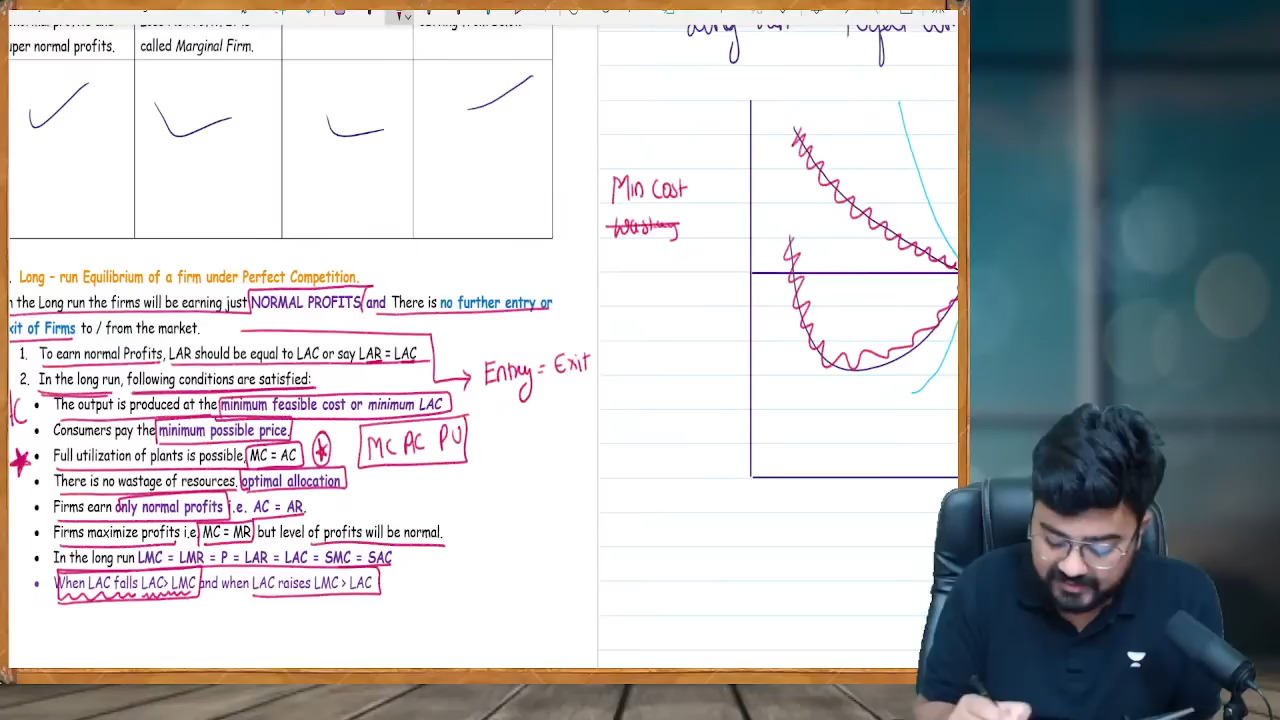 uper normal profits.
called Marginal Firm.
Long - run Equilibrium of a firm under Perfect Competition.
the Long run the firms will be earning just NORMAL PROFITS and There is no further entry or
xit of Firms to / from the market.
1. To earn normal Profits, LAR should be equal to LAC or say LAR = LAC
2. In the long run, following conditions are satisfied:
• The output is produced at the minimum feasible cost or minimum LAC
• Consumers pay the minimum possible price.
• Full utilization of plants is possible, MC = AC
• There is no wastage of resources. optimal allocation
• Firms earn only normal profits i.e. AC = AR.
• Firms maximize profits i.e. MC = MR but level of profits will be normal.
• In the long run LMC = LMR = P = LAR = LAC = SMC = SAC
• When LAC falls LAC> LMC and when LAC raises LMC > LAC
Entry = Exit
Min Cost
Wastage